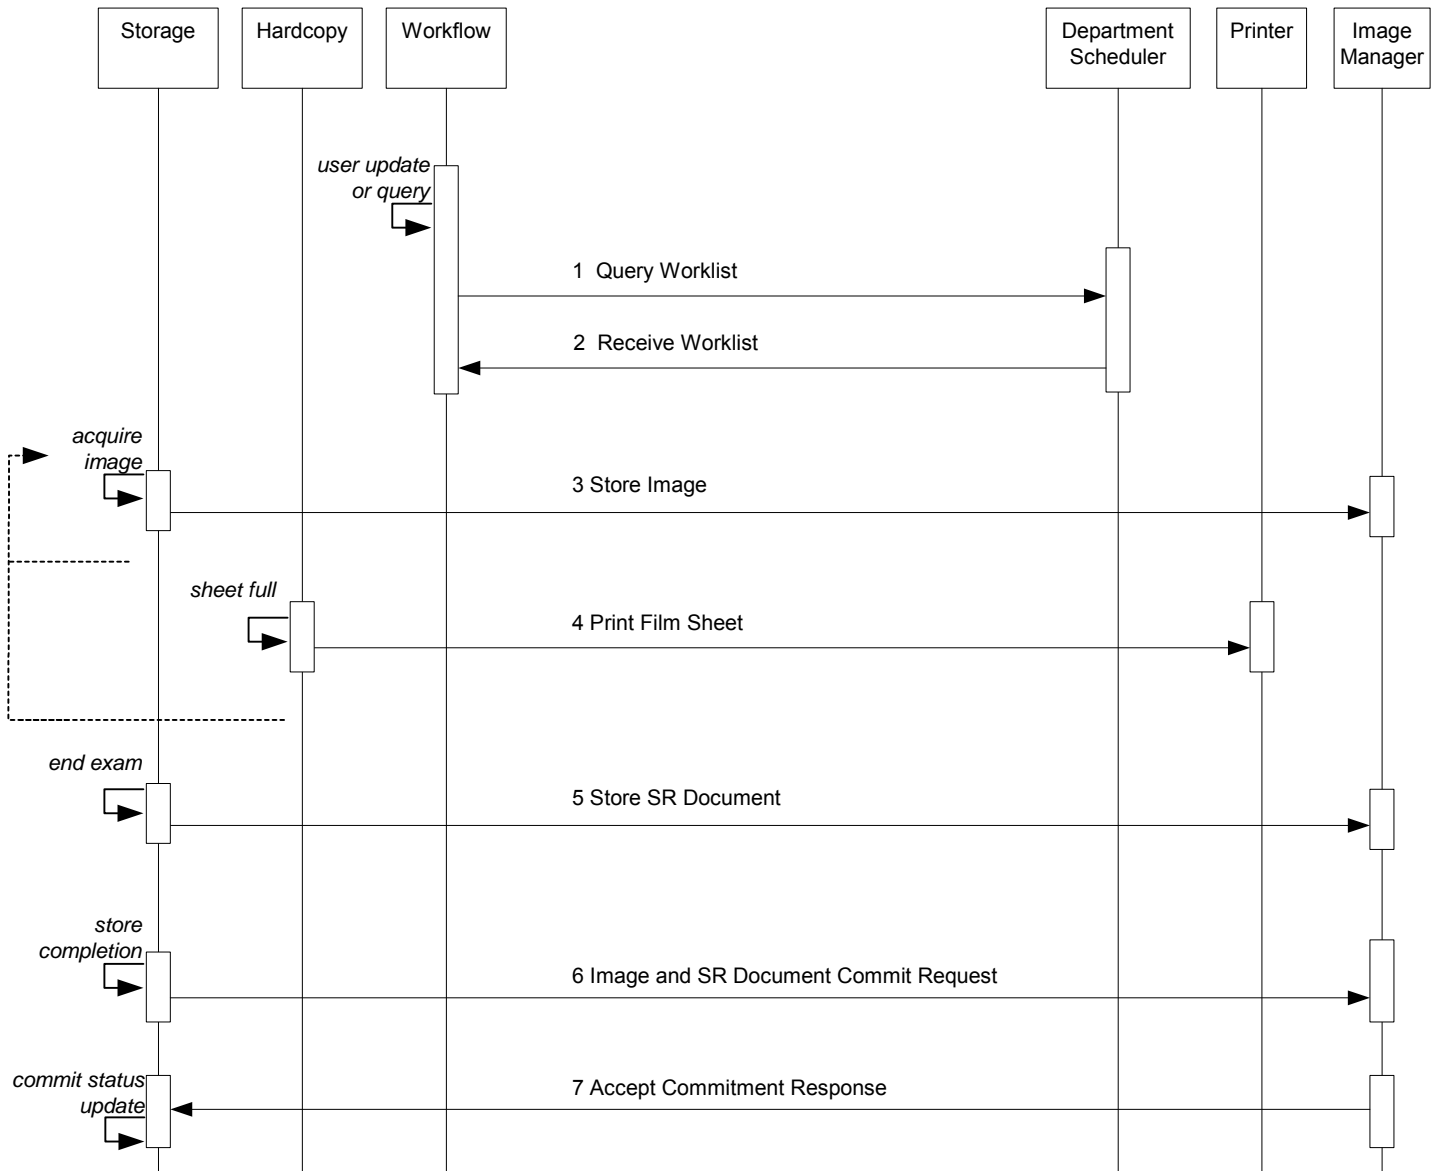 Storage
Hardcopy
Workflow
Department
Scheduler
Printer
Image
Manager
user update
or query
1 Query Worklist
2 Receive Worklist
acquire
image
3 Store Image
sheet full
4 Print Film Sheet
end exam
5 Store SR Document
store
completion
6 Image and SR Document Commit Request
commit status
update
7 Accept Commitment Response